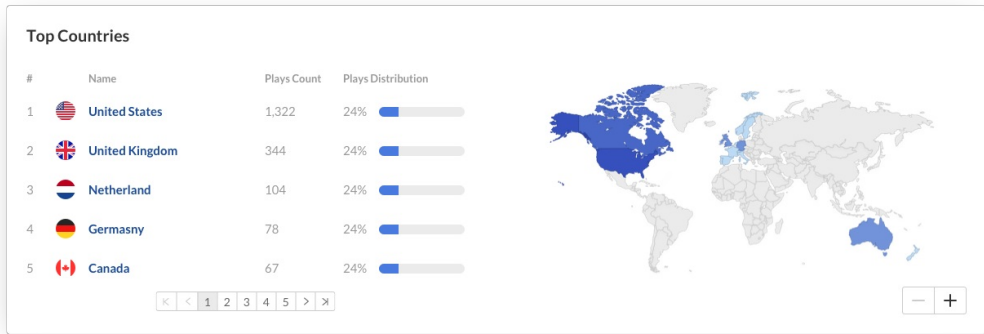 Top Countries
# Name Plays Count Plays Distribution
1 United States 1,322 24%
2 United Kingdom 344 24%
3 Netherland 104 24%
4 Germasny 78 24%
5 Canada 67 24%
1 2 3 4 5